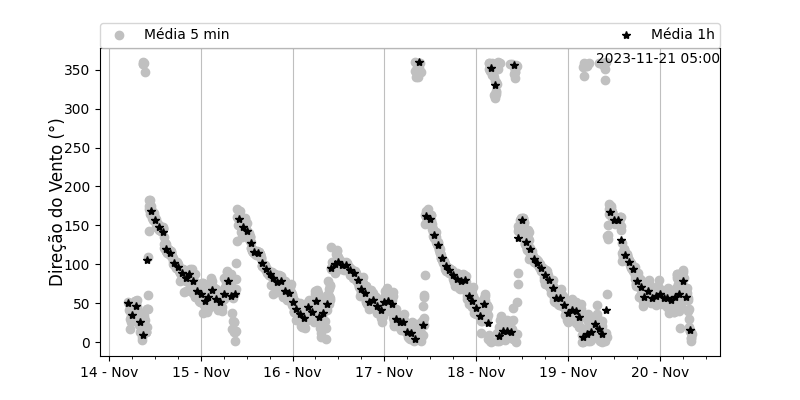 Média 5 min
Média 1h
2023-11-21 05:00
Direção do Vento (°)
350
300
250
200
150
100
50
0
14 - Nov 15 - Nov 16 - Nov 17 - Nov 18 - Nov 19 - Nov 20 - Nov